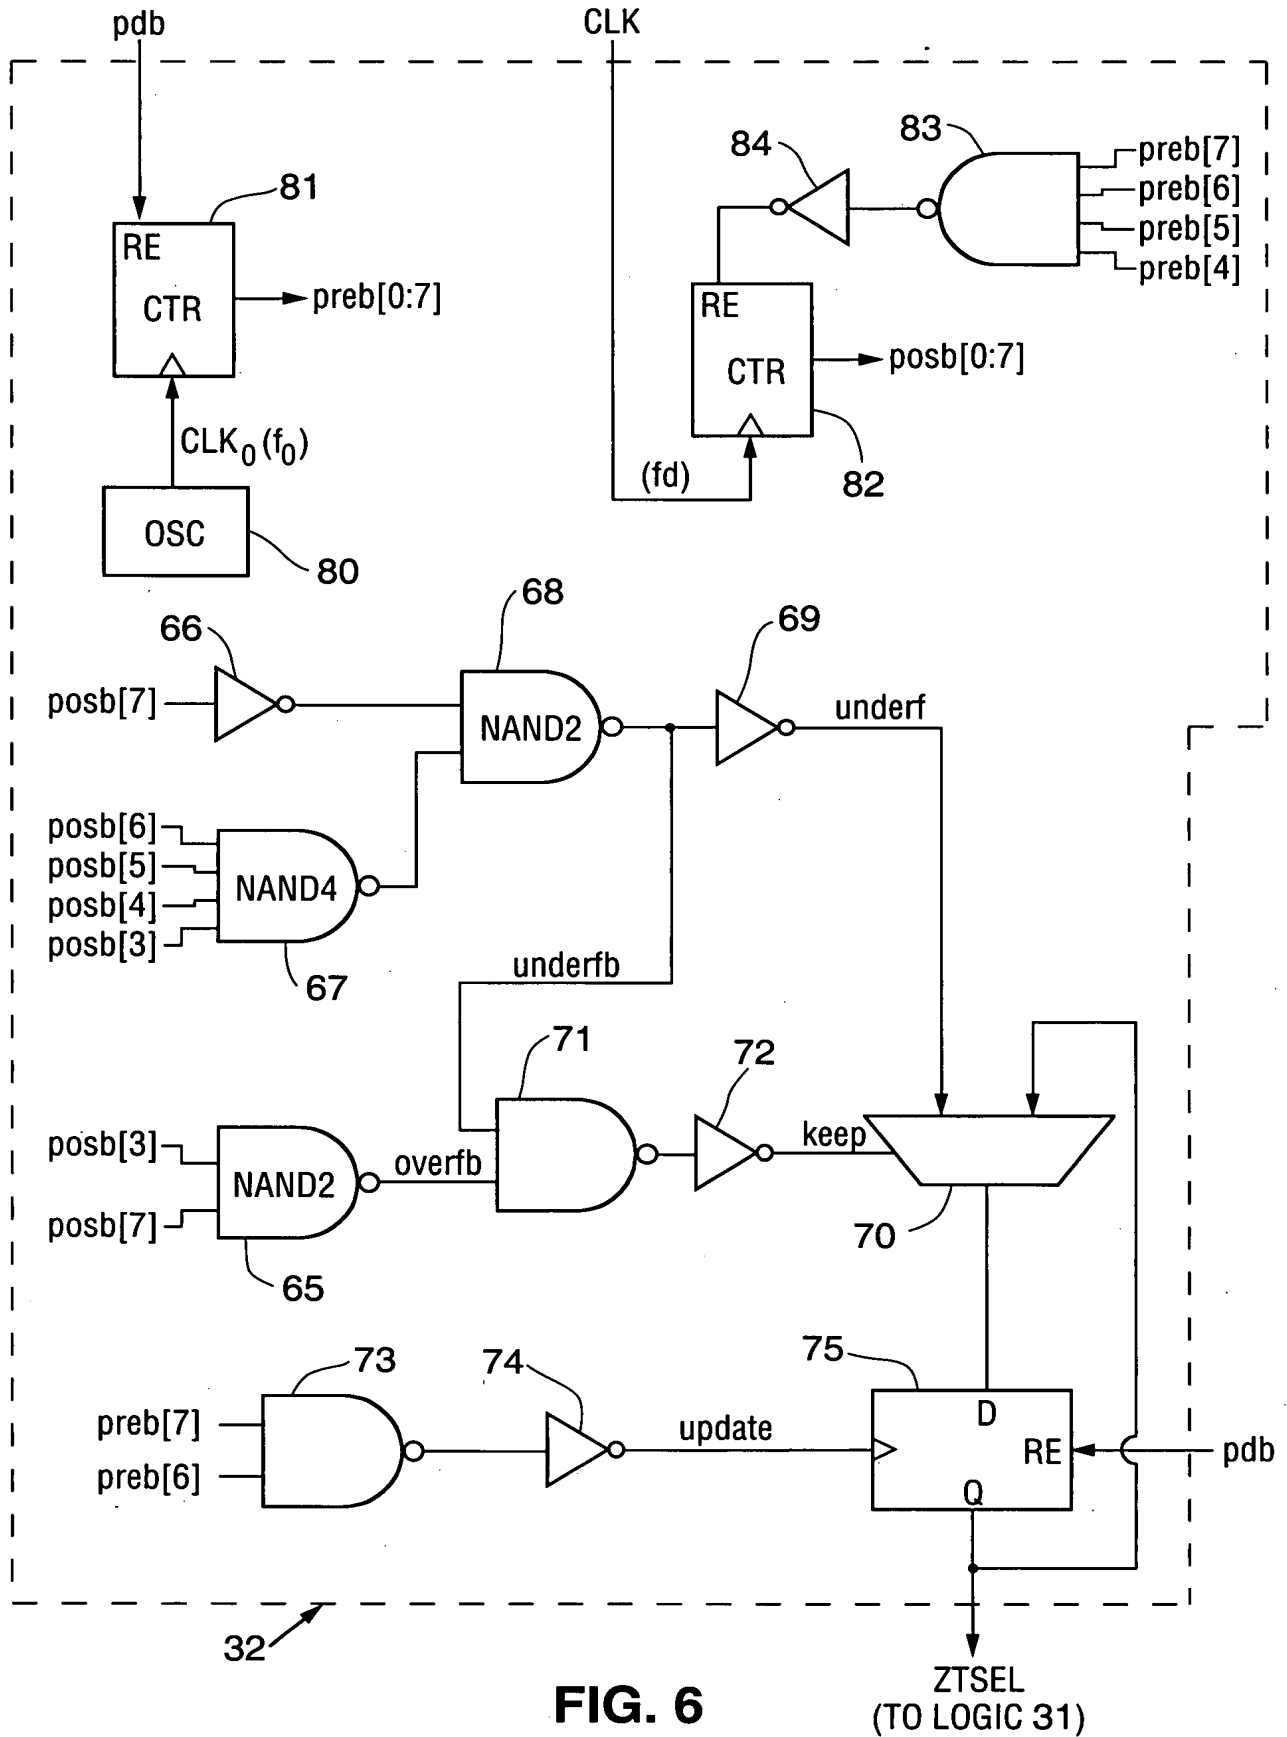 pdb
CLK
81
RE
CTR
preb[0:7]
CLK0 (f0)
OSC
80
84
83
preb[7]
preb[6]
preb[5]
preb[4]
RE
CTR
posb[0:7]
(fd)
82
66
68
69
posb[7]
NAND2
underf
posb[6]
posb[5]
posb[4]
posb[3]
NAND4
67
underfb
71
72
posb[3]
posb[7]
NAND2
65
overfb
keep
70
73
74
75
preb[7]
preb[6]
update
D
RE
Q
pdb
32
ZTSEL
(TO LOGIC 31)
FIG. 6